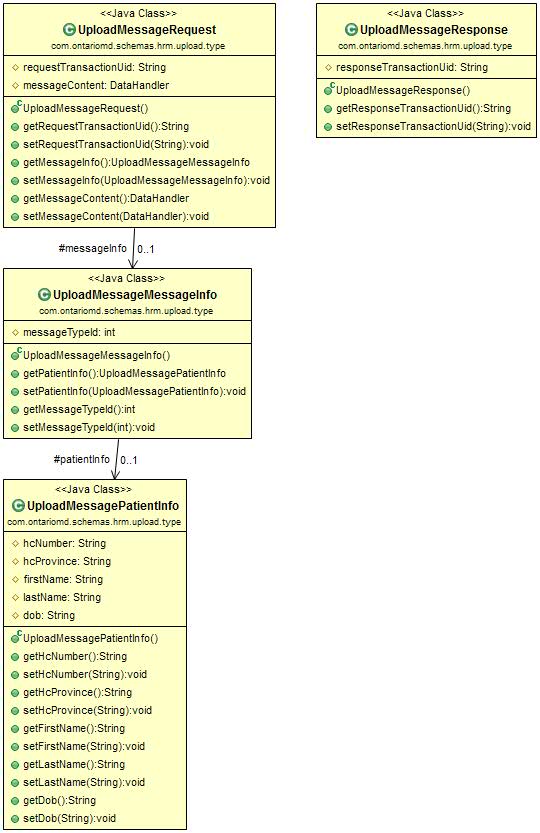 <<Java Class>>
UploadMessageRequest
com.ontariomd.schemas.hrm.upload.type
requestTransactionUid: String
messageContent: DataHandler
UploadMessageRequest()
getRequestTransactionUid():String
setRequestTransactionUid(String):void
getMessageInfo():UploadMessageMessageInfo
setMessageInfo(UploadMessageMessageInfo):void
getMessageContent():DataHandler
setMessageContent(DataHandler):void
<<Java Class>>
UploadMessageResponse
com.ontariomd.schemas.hrm.upload.type
responseTransactionUid: String
UploadMessageResponse()
getResponseTransactionUid():String
setResponseTransactionUid(String):void
#messageInfo 0..1
<<Java Class>>
UploadMessageMessageInfo
com.ontariomd.schemas.hrm.upload.type
messageTypeId: int
UploadMessageMessageInfo()
getPatientInfo():UploadMessagePatientInfo
setPatientInfo(UploadMessagePatientInfo):void
getMessageTypeId():int
setMessageTypeId(int):void
#patientInfo 0..1
<<Java Class>>
UploadMessagePatientInfo
com.ontariomd.schemas.hrm.upload.type
hcNumber: String
hcProvince: String
firstName: String
lastName: String
dob: String
UploadMessagePatientInfo()
getHcNumber():String
setHcNumber(String):void
getHcProvince():String
setHcProvince(String):void
getFirstName():String
setFirstName(String):void
getLastName():String
setLastName(String):void
getDob():String
setDob(String):void